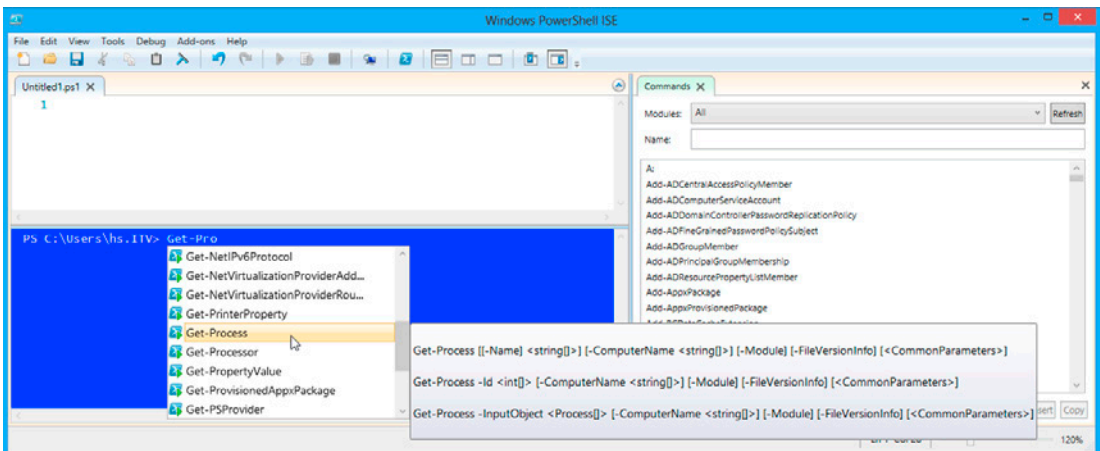 Windows PowerShell ISE
File Edit View Tools Debug Add-ons Help
Untitled1.ps1 X
1
PS C:\Users\hs.ITV> Get-Pro
Get-NetIPv6Protocol
Get-NetVirtualizationProviderAdd...
Get-NetVirtualizationProviderRou...
Get-PrinterProperty
Get-Process
Get-Processor
Get-PropertyValue
Get-ProvisionedAppxPackage
Get-PSProvider
Commands X
Modules: All Refresh
Name:
A:
Add-ADCentralAccessPolicyMember
Add-ADComputerServiceAccount
Add-ADDomainControllerPasswordReplicationPolicy
Add-ADFineGrainedPasswordPolicySubject
Add-ADGroupMember
Add-ADPrincipalGroupMembership
Add-ADResourcePropertyListMember
Add-AppxPackage
Add-AppxProvisionedPackage
Get-Process [[-Name] <string[]>] [-ComputerName <string[]>] [-Module] [-FileVersionInfo] [<CommonParameters>]
Get-Process -Id <int[]> [-ComputerName <string[]>] [-Module] [-FileVersionInfo] [<CommonParameters>]
Get-Process -InputObject <Process[]> [-ComputerName <string[]>] [-Module] [-FileVersionInfo] [<CommonParameters>]
Copy
120%